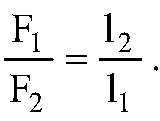 F₁/F₂ = l₂/l₁ .